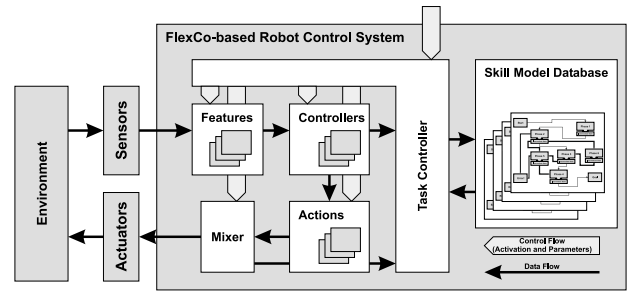 FlexCo-based Robot Control System
Environment
Sensors
Actuators
Features
Controllers
Mixer
Actions
Task Controller
Skill Model Database
Control Flow
(Activation and Parameters)
Data Flow